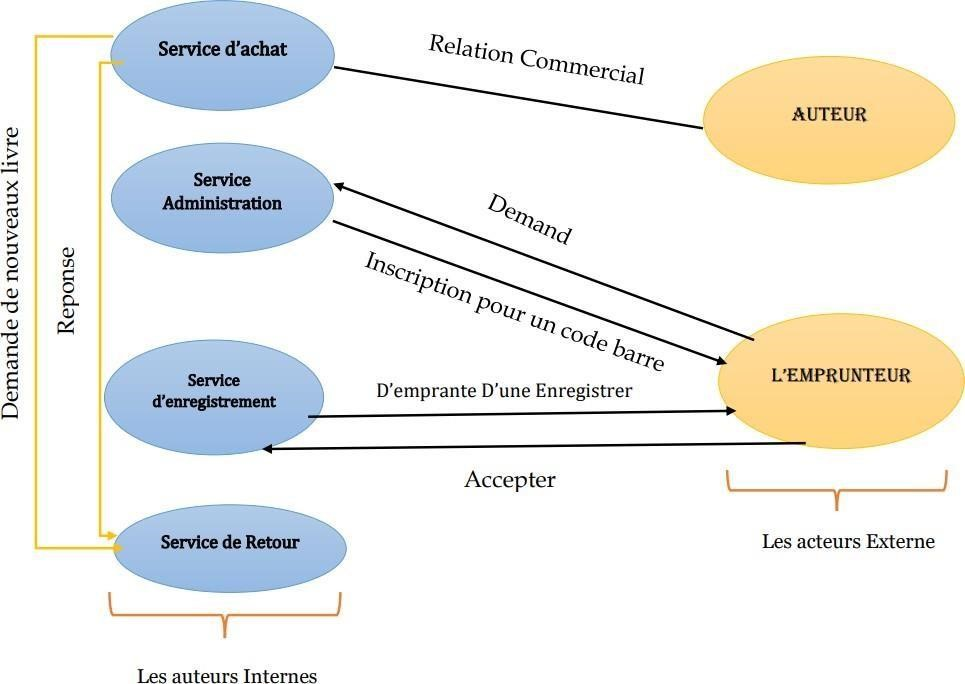 Service d'achat
Relation Commercial
AUTEUR
Service
Administration
Demand
Inscription pour un code barre
Demande de nouveaux livre
Reponse
L'EMPRUNTEUR
Service
d'enregistrement
D'emprante D'une Enregistrer
Accepter
Service de Retour
Les acteurs Externe
Les auteurs Internes